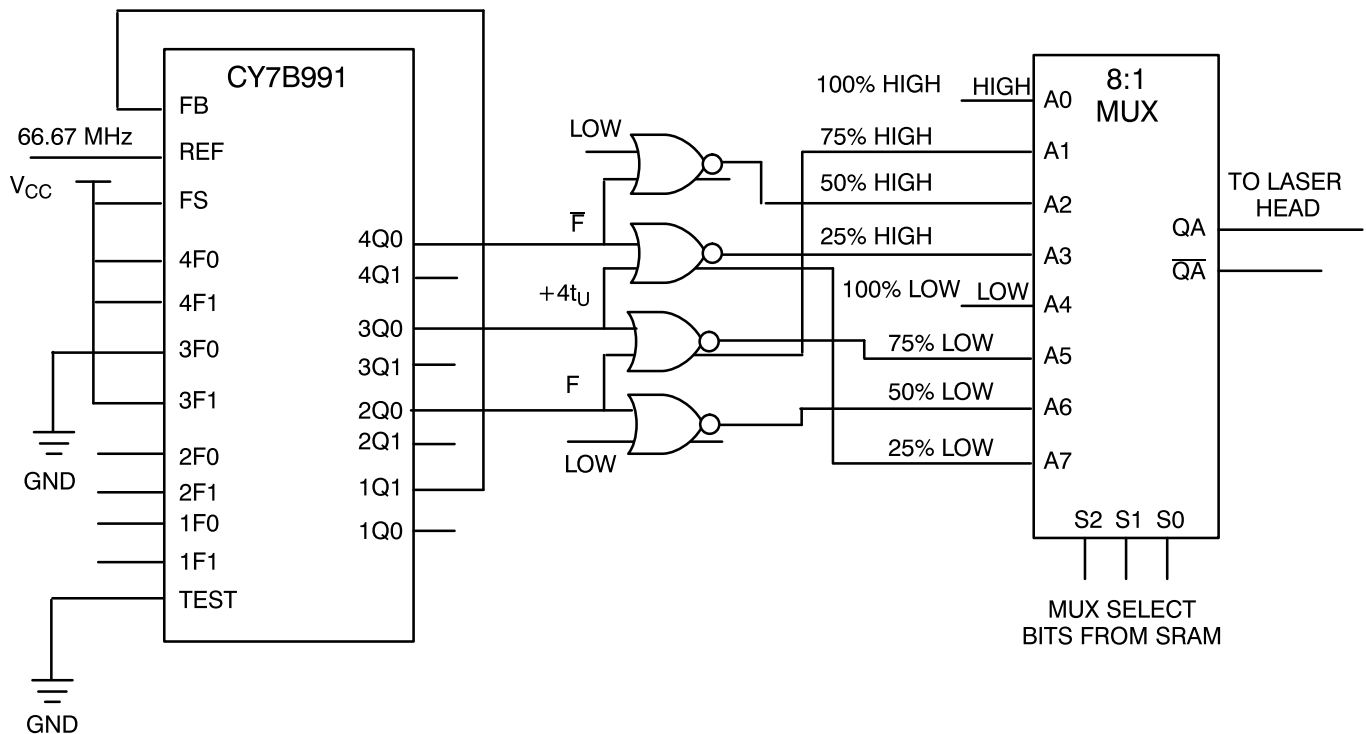 CY7B991
FB
66.67 MHz
REF
VCC
FS
4F0
4F1
3F0
3F1
GND
2F0
2F1
1F0
1F1
TEST
GND
4Q0
4Q1
3Q0
3Q1
2Q0
2Q1
1Q1
1Q0
LOW
F̅
+4tU
F
LOW
100% HIGH
HIGH
75% HIGH
50% HIGH
25% HIGH
100% LOW
LOW
75% LOW
50% LOW
25% LOW
8:1
MUX
A0
A1
A2
A3
A4
A5
A6
A7
QA
Q̅A̅
S2 S1 S0
TO LASER
HEAD
MUX SELECT
BITS FROM SRAM